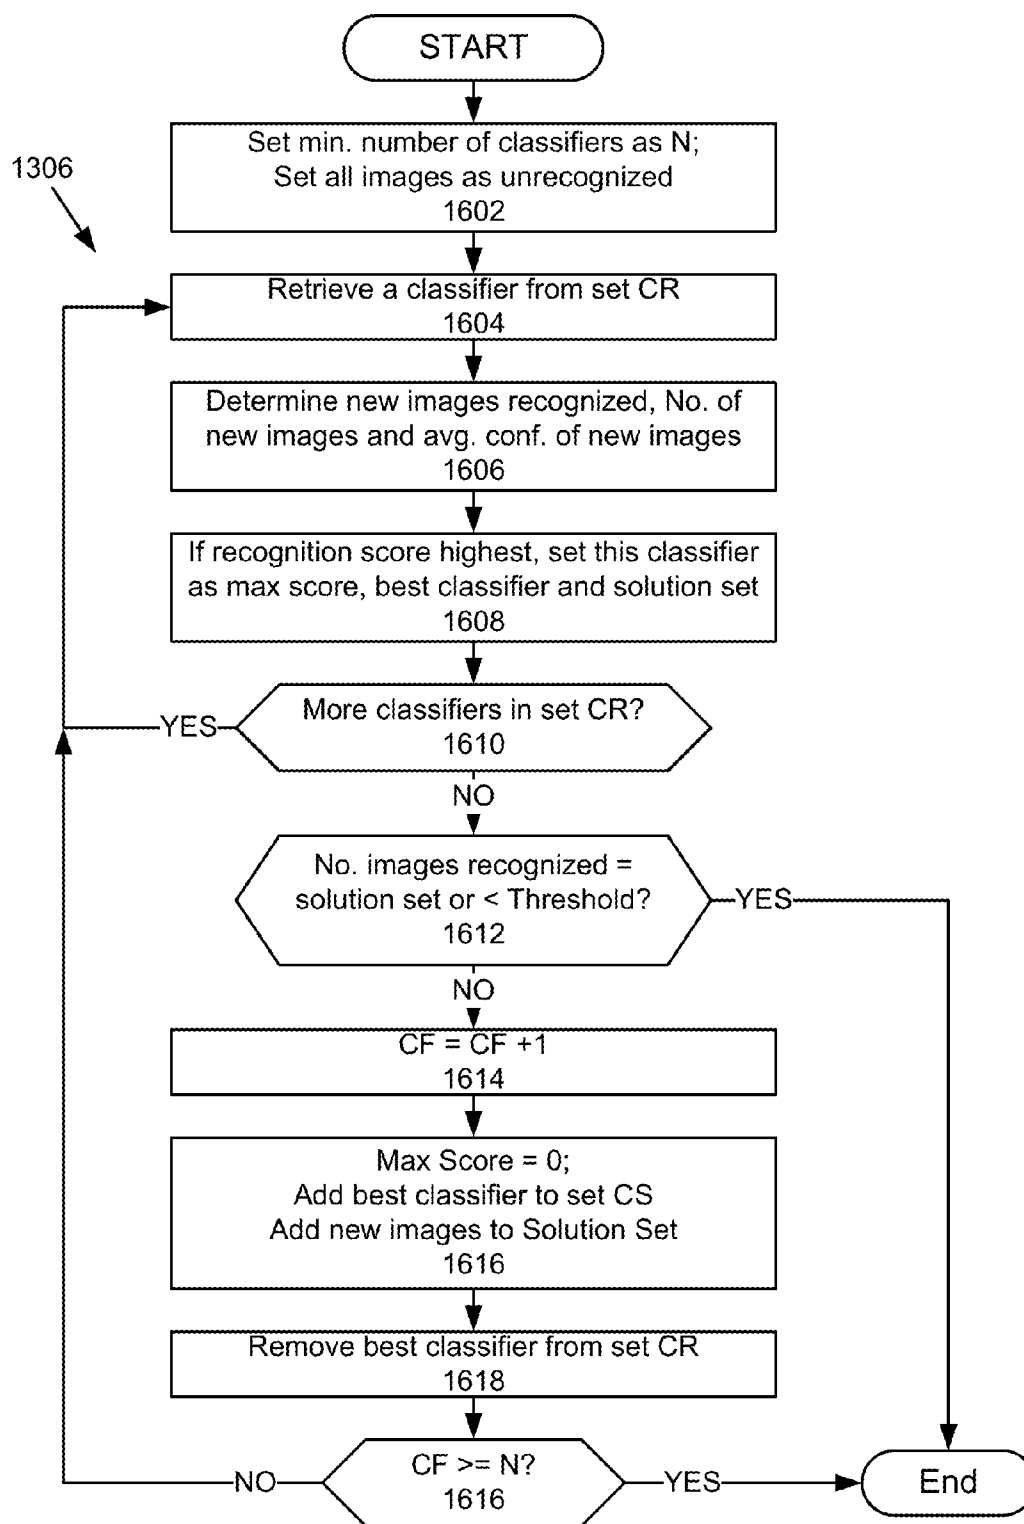 START
Set min. number of classifiers as N;
Set all images as unrecognized
1602
1306
Retrieve a classifier from set CR
1604
Determine new images recognized, No. of
new images and avg. conf. of new images
1606
If recognition score highest, set this classifier
as max score, best classifier and solution set
1608
More classifiers in set CR?
1610
YES
NO
No. images recognized =
solution set or < Threshold?
1612
YES
NO
CF = CF +1
1614
Max Score = 0;
Add best classifier to set CS
Add new images to Solution Set
1616
Remove best classifier from set CR
1618
CF >= N?
1616
NO
YES
End